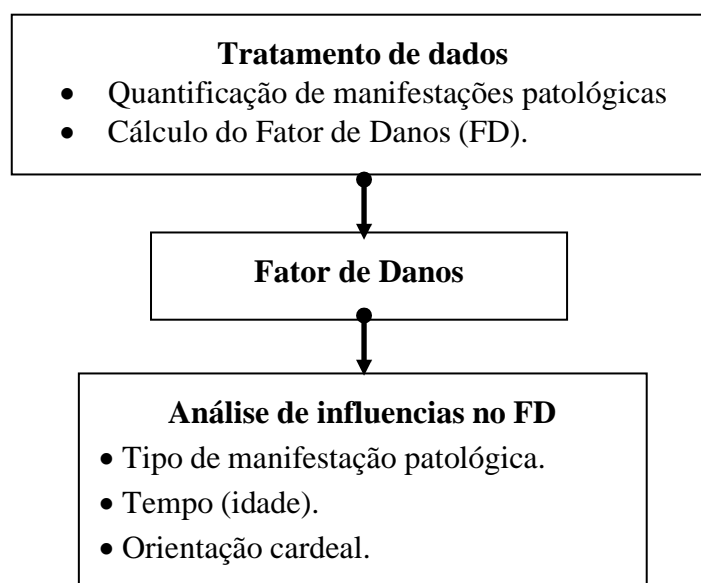 Tratamento de dados
• Quantificação de manifestações patológicas
• Cálculo do Fator de Danos (FD).
Fator de Danos
Análise de influencias no FD
• Tipo de manifestação patológica.
• Tempo (idade).
• Orientação cardeal.